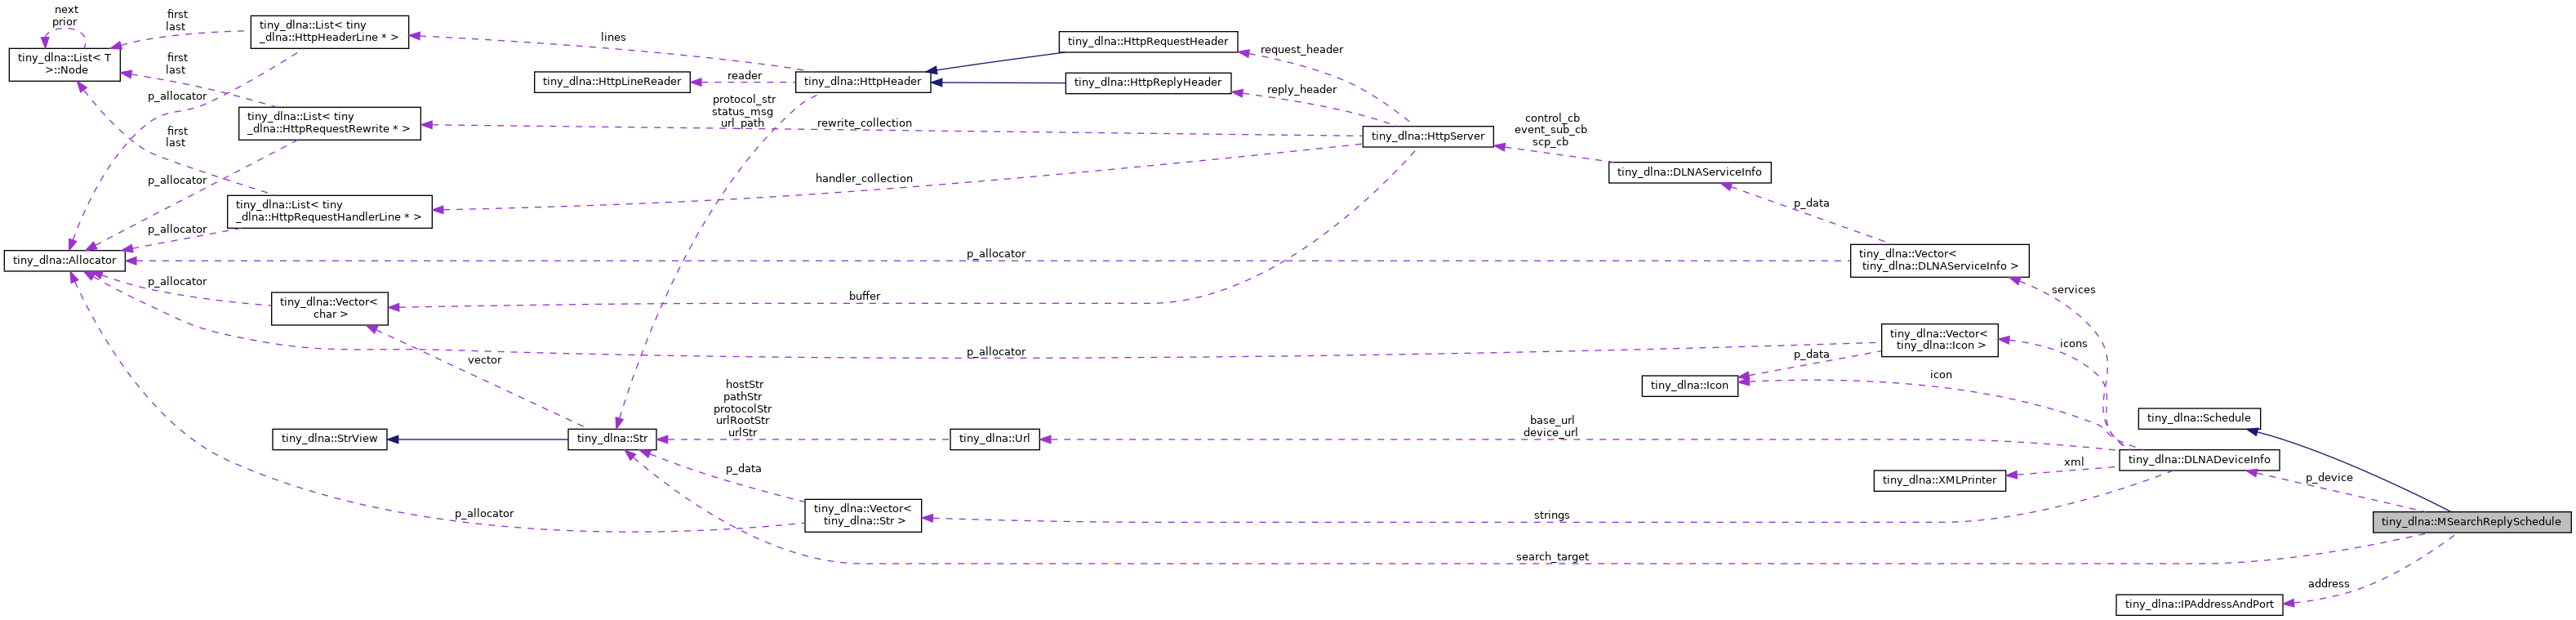 next
prior
first
last
tiny_dlna::List< tiny
_dlna::HttpHeaderLine * >
lines
tiny_dlna::HttpRequestHeader
request_header
tiny_dlna::List< T
>::Node
first
last
tiny_dlna::HttpLineReader
reader
tiny_dlna::HttpHeader
tiny_dlna::HttpReplyHeader
reply_header
p_allocator
protocol_str
status_msg
url_path
tiny_dlna::List< tiny
_dlna::HttpRequestRewrite * >
rewrite_collection
tiny_dlna::HttpServer
control_cb
event_sub_cb
scp_cb
first
last
tiny_dlna::DLNAServiceInfo
p_allocator
handler_collection
tiny_dlna::List< tiny
_dlna::HttpRequestHandlerLine * >
p_data
p_allocator
tiny_dlna::Allocator
p_allocator
tiny_dlna::Vector<
tiny_dlna::DLNAServiceInfo >
p_allocator
tiny_dlna::Vector<
char >
buffer
services
vector
p_allocator
tiny_dlna::Vector<
tiny_dlna::Icon >
icons
p_data
tiny_dlna::Icon
icon
hostStr
pathStr
protocolStr
urlRootStr
urlStr
base_url
device_url
tiny_dlna::Schedule
tiny_dlna::StrView
tiny_dlna::Str
tiny_dlna::Url
tiny_dlna::DLNADeviceInfo
p_data
xml
tiny_dlna::XMLPrinter
p_device
p_allocator
tiny_dlna::Vector<
tiny_dlna::Str >
strings
tiny_dlna::MSearchReplySchedule
search_target
address
tiny_dlna::IPAddressAndPort